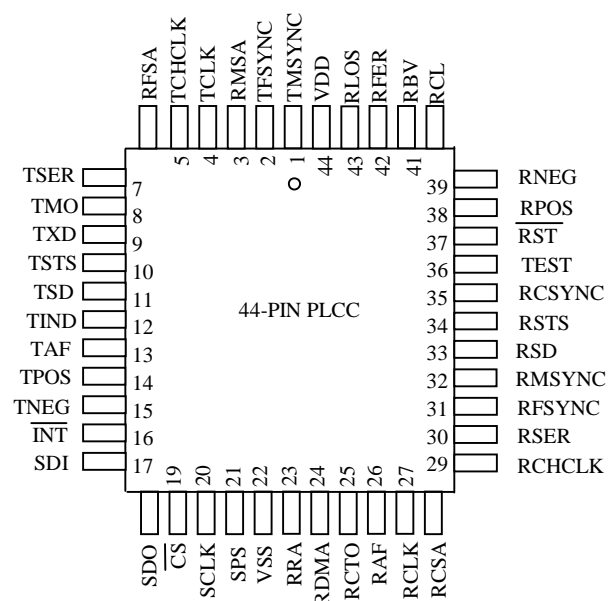 RFSA
TCHCLK
TCLK
RMSA
TFSYNC
TMSYNC
VDD
RLOS
RFER
RBV
RCL
5
4
3
2
1
44
43
42
41
TSER 7
TMO 8
TXD 9
TSTS 10
TSD 11
TIND 12
TAF 13
TPOS 14
TNEG 15
INT 16
SDI 17
44-PIN PLCC
39 RNEG
38 RPOS
37 RST
36 TEST
35 RCSYNC
34 RSTS
33 RSD
32 RMSYNC
31 RFSYNC
30 RSER
29 RCHCLK
19
20
21
22
23
24
25
26
27
SDO
CS
SCLK
SPS
VSS
RRA
RDMA
RCTO
RAF
RCLK
RCSA